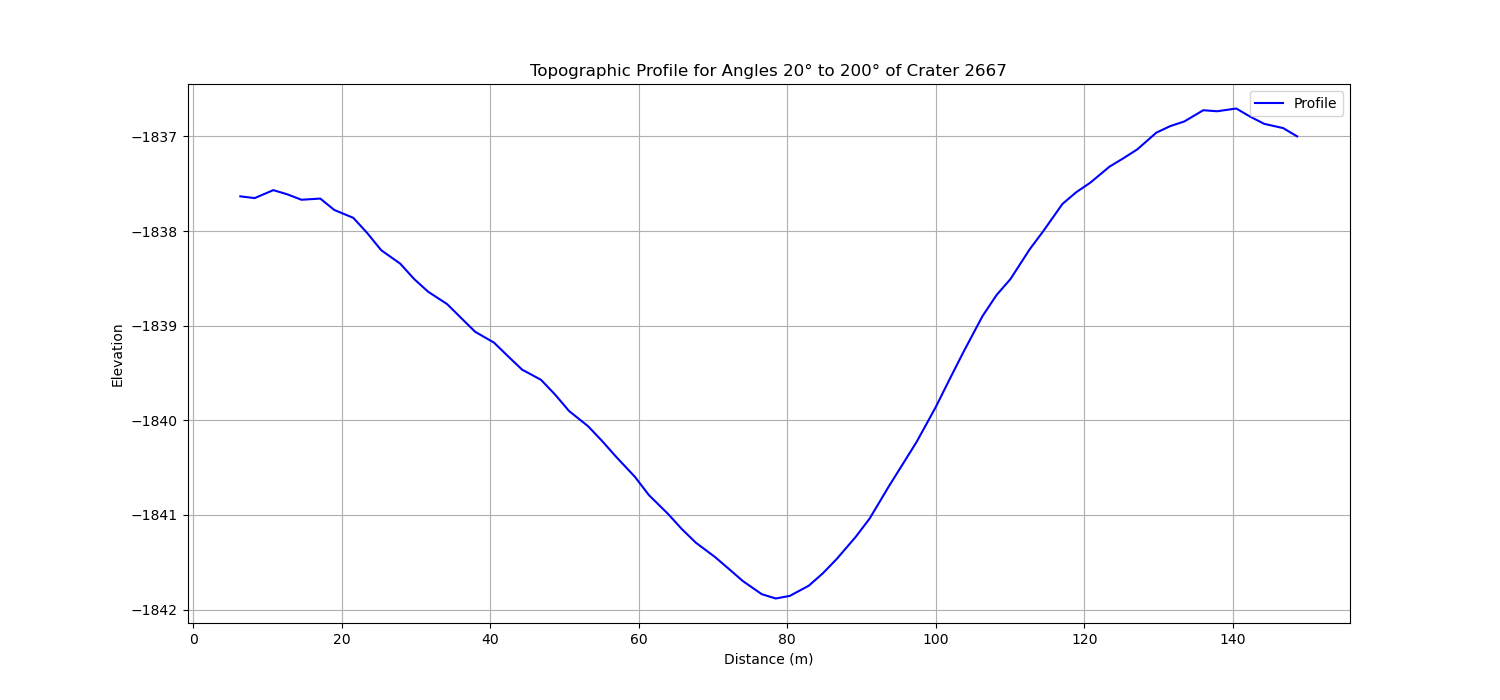 Topographic Profile for Angles 20° to 200° of Crater 2667
Profile
Elevation
−1837
−1838
−1839
−1840
−1841
−1842
0 20 40 60 80 100 120 140
Distance (m)